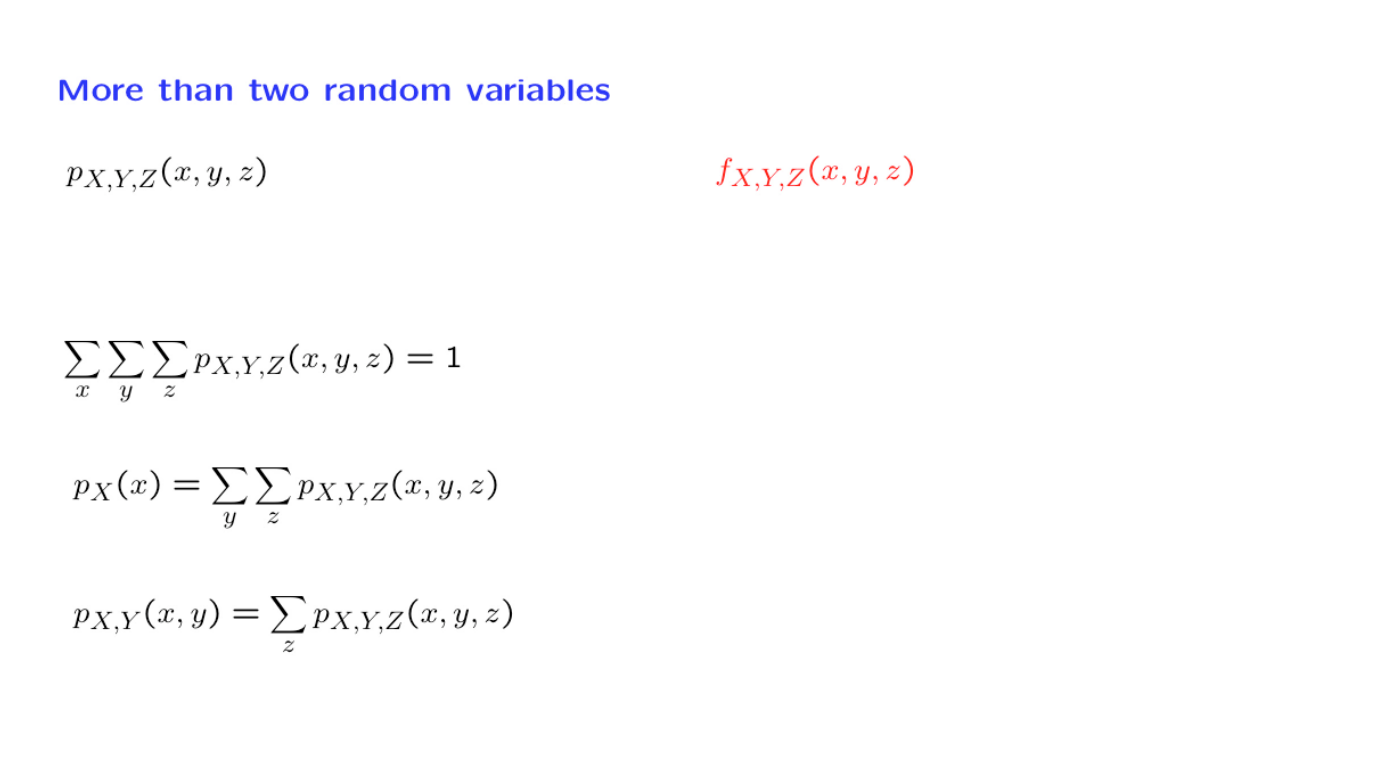 More than two random variables
p_{X,Y,Z}(x, y, z)
f_{X,Y,Z}(x, y, z)
\sum_x \sum_y \sum_z p_{X,Y,Z}(x, y, z) = 1
p_X(x) = \sum_y \sum_z p_{X,Y,Z}(x, y, z)
p_{X,Y}(x, y) = \sum_z p_{X,Y,Z}(x, y, z)